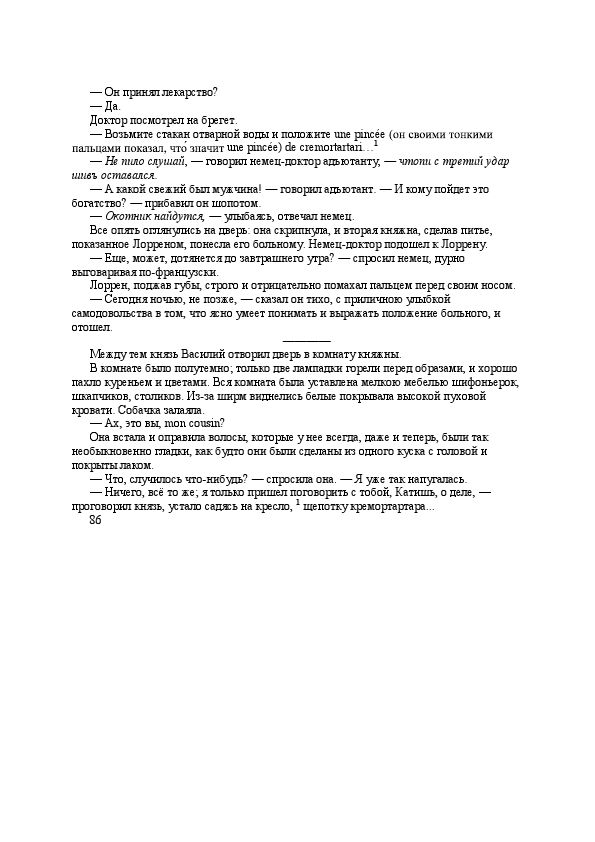 — Он принял лекарство?
— Да.
Доктор посмотрел на брегет.
— Возьмите стакан отварной воды и положите une pincée (он своими тонкими
пальцами показал, что́ значит une pincée) de cremortartari…¹
— Не пило слушай, — говорил немец-доктор адъютанту, — чтопи с третий удар
шивъ оставался.
— А какой свежий был мужчина! — говорил адъютант. — И кому пойдет это
богатство? — прибавил он шопотом.
— Окотник найдутся, — улыбаясь, отвечал немец.
Все опять оглянулись на дверь: она скрипнула, и вторая княжна, сделав питье,
показанное Лорреном, понесла его больному. Немец-доктор подошел к Лоррену.
— Еще, может, дотянется до завтрашнего утра? — спросил немец, дурно
выговаривая по-французски.
Лоррен, поджав губы, строго и отрицательно помахал пальцем перед своим носом.
— Сегодня ночью, не позже, — сказал он тихо, с приличною улыбкой
самодовольства в том, что ясно умеет понимать и выражать положение больного, и
отошел.
Между тем князь Василий отворил дверь в комнату княжны.
В комнате было полутемно; только две лампадки горели перед образами, и хорошо
пахло куреньем и цветами. Вся комната была уставлена мелкою мебелью шифоньерок,
шкапчиков, столиков. Из-за ширм виднелись белые покрывала высокой пуховой
кровати. Собачка залаяла.
— Ах, это вы, mon cousin?
Она встала и оправила волосы, которые у нее всегда, даже и теперь, были так
необыкновенно гладки, как будто они были сделаны из одного куска с головой и
покрыты лаком.
— Что, случилось что-нибудь? — спросила она. — Я уже так напугалась.
— Ничего, всё то же; я только пришел поговорить с тобой, Катишь, о деле, —
проговорил князь, устало садясь на кресло, ¹ щепотку кремортартара...
86